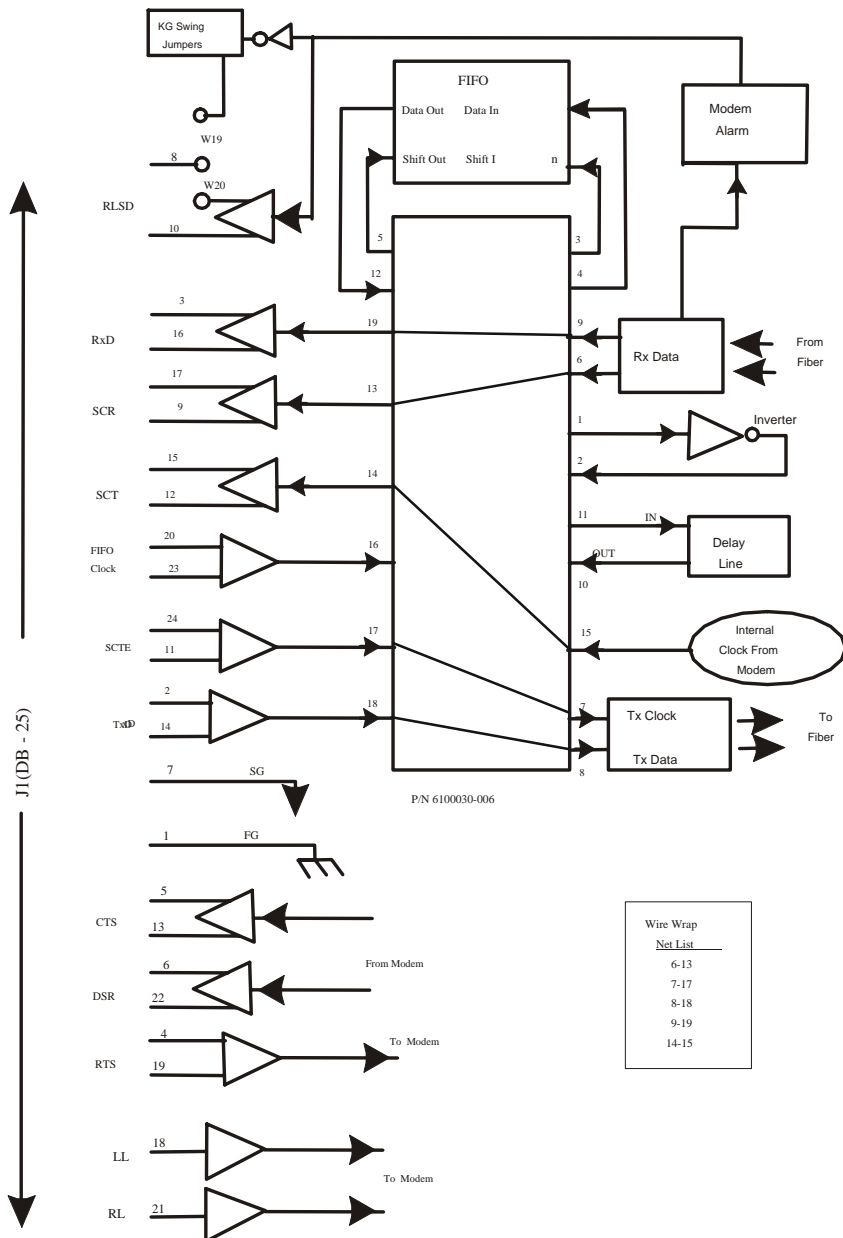 KG Swing
Jumpers
W19
8
W20
RLSD
10
FIFO
Data Out Data In
Shift Out Shift I n
Modem
Alarm
5
3
12
4
3
19
9
RxD
16
Rx Data
From
Fiber
6
17
13
SCR
9
1
Inverter
15
14
2
SCT
12
11
IN
Delay
Line
OUT
10
20
FIFO
Clock
23
16
24
SCTE
11
17
15
Internal
Clock From
Modem
2
18
TxD
14
7
Tx Clock
Tx Data
8
To
Fiber
7
SG
P/N 6100030-006
1
FG
J1(DB - 25)
5
CTS
13
6
From Modem
DSR
22
4
To Modem
RTS
19
18
LL
To Modem
21
RL
Wire Wrap
Net List
6-13
7-17
8-18
9-19
14-15